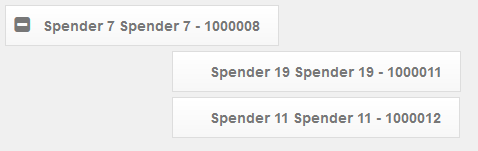 Spender 7 Spender 7 - 1000008
Spender 19 Spender 19 - 1000011
Spender 11 Spender 11 - 1000012